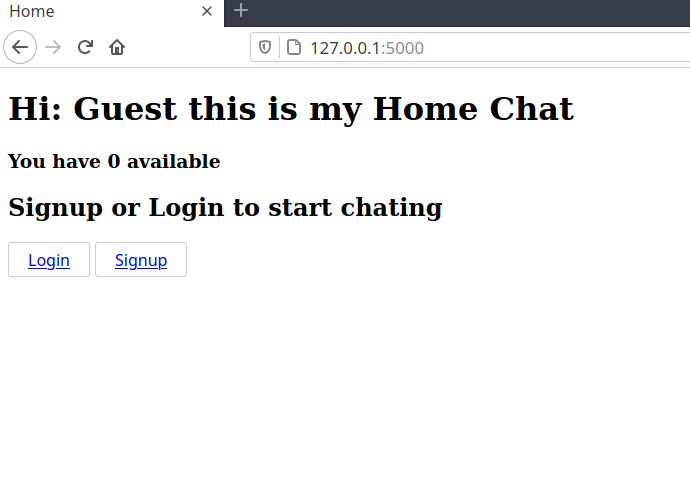 Home
127.0.0.1:5000
Hi: Guest this is my Home Chat
You have 0 available
Signup or Login to start chating
Login Signup